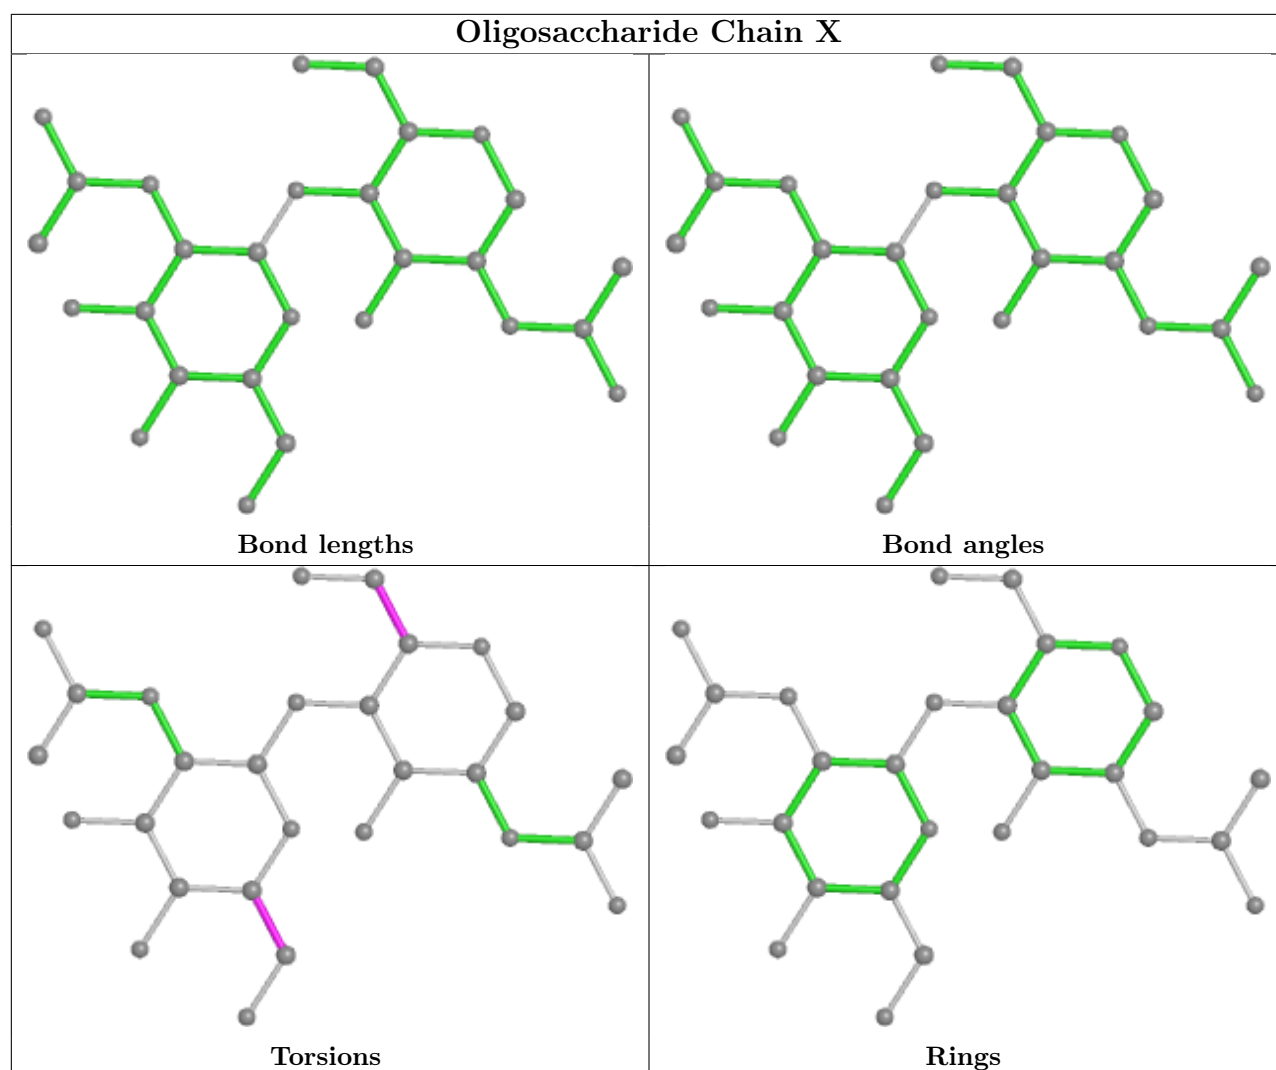 Oligosaccharide Chain X
Bond lengths
Bond angles
Torsions
Rings